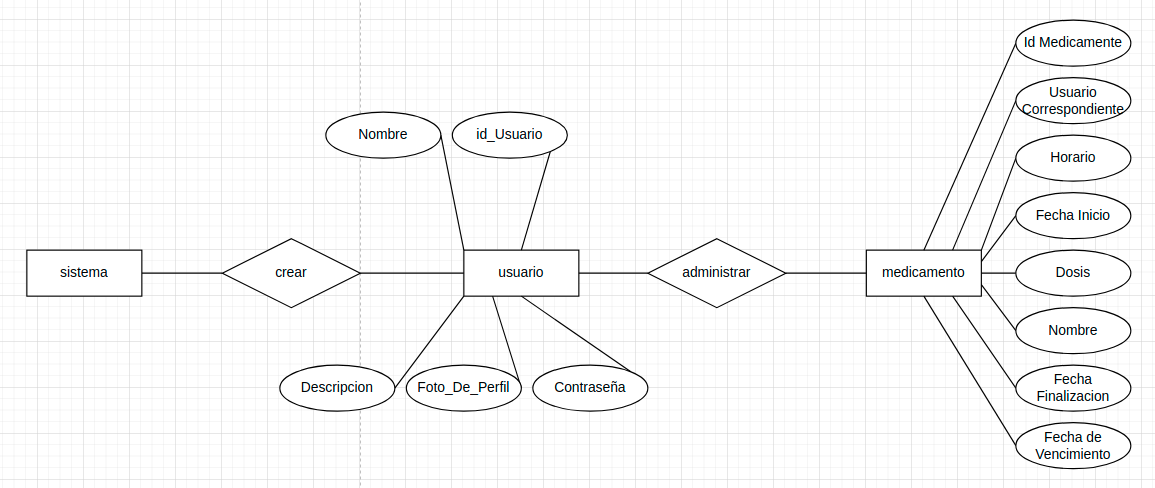 Id Medicamente
Usuario
Correspondiente
Nombre
id_Usuario
Horario
Fecha Inicio
sistema
crear
usuario
administrar
medicamento
Dosis
Nombre
Descripcion
Foto_De_Perfil
Contraseña
Fecha
Finalizacion
Fecha de
Vencimiento